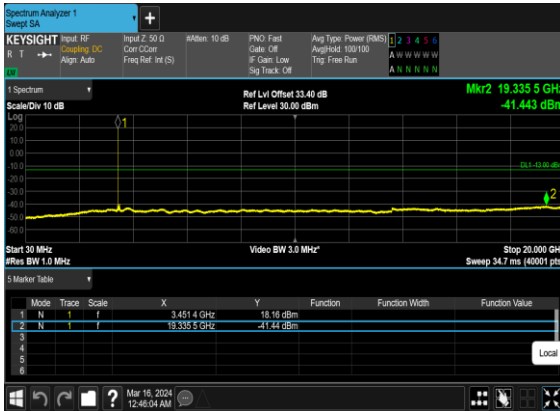 Spectrum Analyzer 1
Swept SA
+
KEYSIGHT Input: RF Input Z: 50 Ω #Atten: 10 dB PNO: Fast Avg Type: Power (RMS) 1 2 3 4 5 6
R T Coupling: DC Corr CCorr Gate: Off Avg|Hold: 100/100 A W W W W W
Align: Auto Freq Ref: Int (S) IF Gain: Low Trig: Free Run
Sig Track: Off A N N N N N
1 Spectrum
Ref Lvl Offset 33.40 dB Mkr2 19.335 5 GHz
Scale/Div 10 dB Ref Level 30.00 dBm -41.443 dBm
Log
20.0
10.0
0.00
-10.0
-20.0
-30.0
-40.0
-50.0
-60.0
1
DL1 -13.00 dBm
2
Start 30 MHz Video BW 3.0 MHz* Stop 20.000 GH
#Res BW 1.0 MHz Sweep 34.7 ms (40001 pts
5 Marker Table
Mode Trace Scale X Y Function Function Width Function Value
1 N 1 f 3.451 4 GHz 18.16 dBm
2 N 1 f 19.335 5 GHz -41.44 dBm
3
4
5
6
Local
? Mar 16, 2024
12:46:04 AM